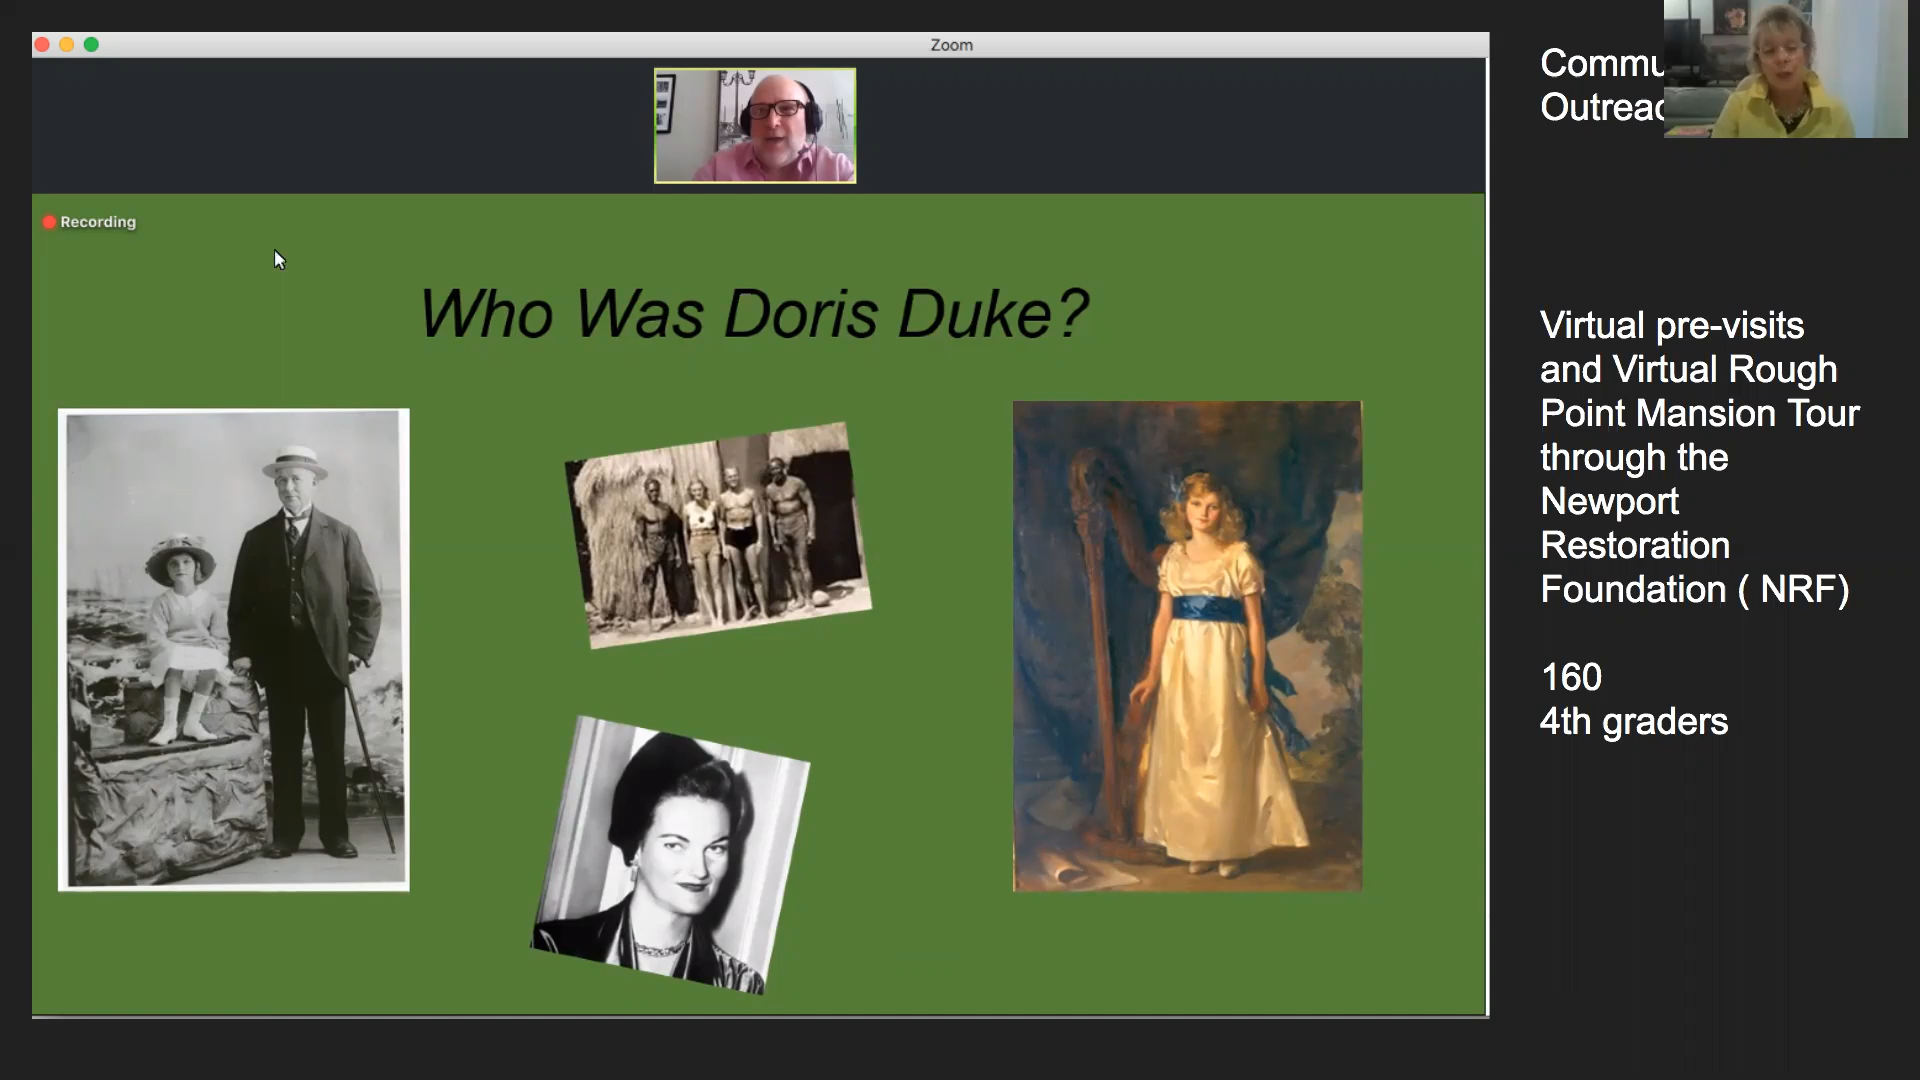 Zoom
Recording
Who Was Doris Duke?
Commu
Outreac
Virtual pre-visits
and Virtual Rough
Point Mansion Tour
through the
Newport
Restoration
Foundation ( NRF)
160
4th graders